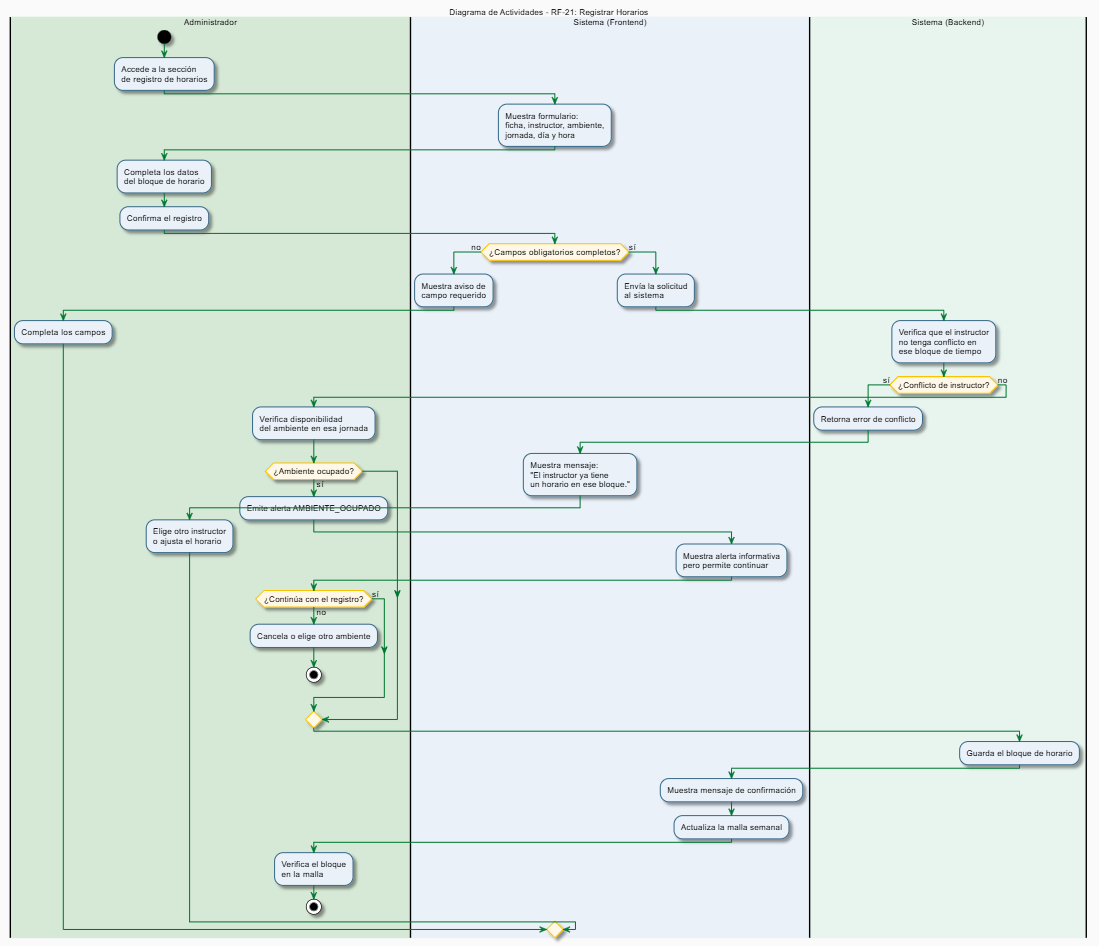 Diagrama de Actividades - RF-21: Registrar Horarios
Administrador
Sistema (Frontend)
Sistema (Backend)
Accede a la sección
de registro de horarios
Muestra formulario:
ficha, instructor, ambiente,
jornada, día y hora
Completa los datos
del bloque de horario
Confirma el registro
no
¿Campos obligatorios completos?
sí
Muestra aviso de
campo requerido
Envía la solicitud
al sistema
Completa los campos
Verifica que el instructor
no tenga conflicto en
ese bloque de tiempo
sí
¿Conflicto de instructor?
no
Verifica disponibilidad
del ambiente en esa jornada
Retorna error de conflicto
¿Ambiente ocupado?
sí
Muestra mensaje:
"El instructor ya tiene
un horario en ese bloque."
Emite alerta AMBIENTE_OCUPADO
Elige otro instructor
o ajusta el horario
Muestra alerta informativa
pero permite continuar
¿Continúa con el registro?
sí
no
Cancela o elige otro ambiente
Guarda el bloque de horario
Muestra mensaje de confirmación
Actualiza la malla semanal
Verifica el bloque
en la malla